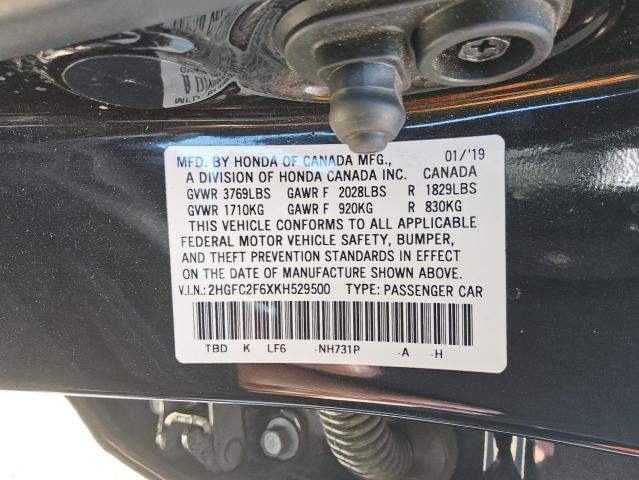 MFD. BY HONDA OF CANADA MFG., 01/'19
A DIVISION OF HONDA CANADA INC. CANADA
GVWR 3769LBS GAWR F 2028LBS R 1829LBS
GVWR 1710KG GAWR F 920KG R 830KG
THIS VEHICLE CONFORMS TO ALL APPLICABLE
FEDERAL MOTOR VEHICLE SAFETY, BUMPER,
AND THEFT PREVENTION STANDARDS IN EFFECT
ON THE DATE OF MANUFACTURE SHOWN ABOVE.
V.I.N.: 2HGFC2F6XKH529500 TYPE: PASSENGER CAR
TBD K LF6 -NH731P -A -H